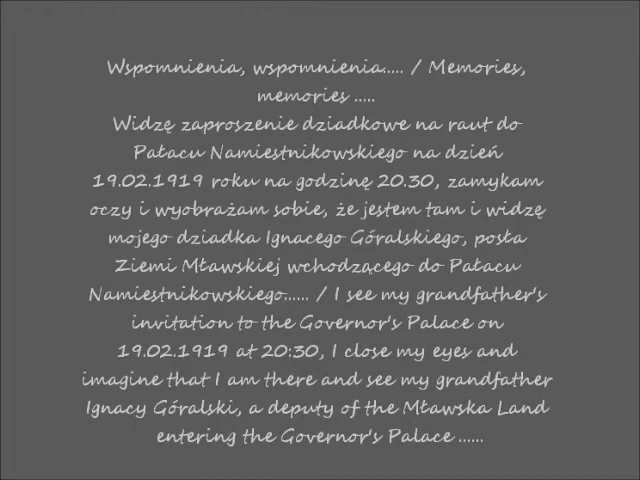 Wspomnienia, wspomnienia..... / Memories,
memories .....
Widzę zaproszenie dziadkowe na raut do
Pałacu Namiestnikowskiego na dzień
19.02.1919 roku na godzinę 20.30, zamykam
oczy i wyobrażam sobie, że jestem tam i widzę
mojego dziadka Ignacego Góralskiego, posła
Ziemi Mławskiej wchodzącego do Pałacu
Namiestnikowskiego...... / I see my grandfather's
invitation to the Governor's Palace on
19.02.1919 at 20:30, I close my eyes and
imagine that I am there and see my grandfather
Ignacy Góralski, a deputy of the Mławska Land
entering the Governor's Palace ......